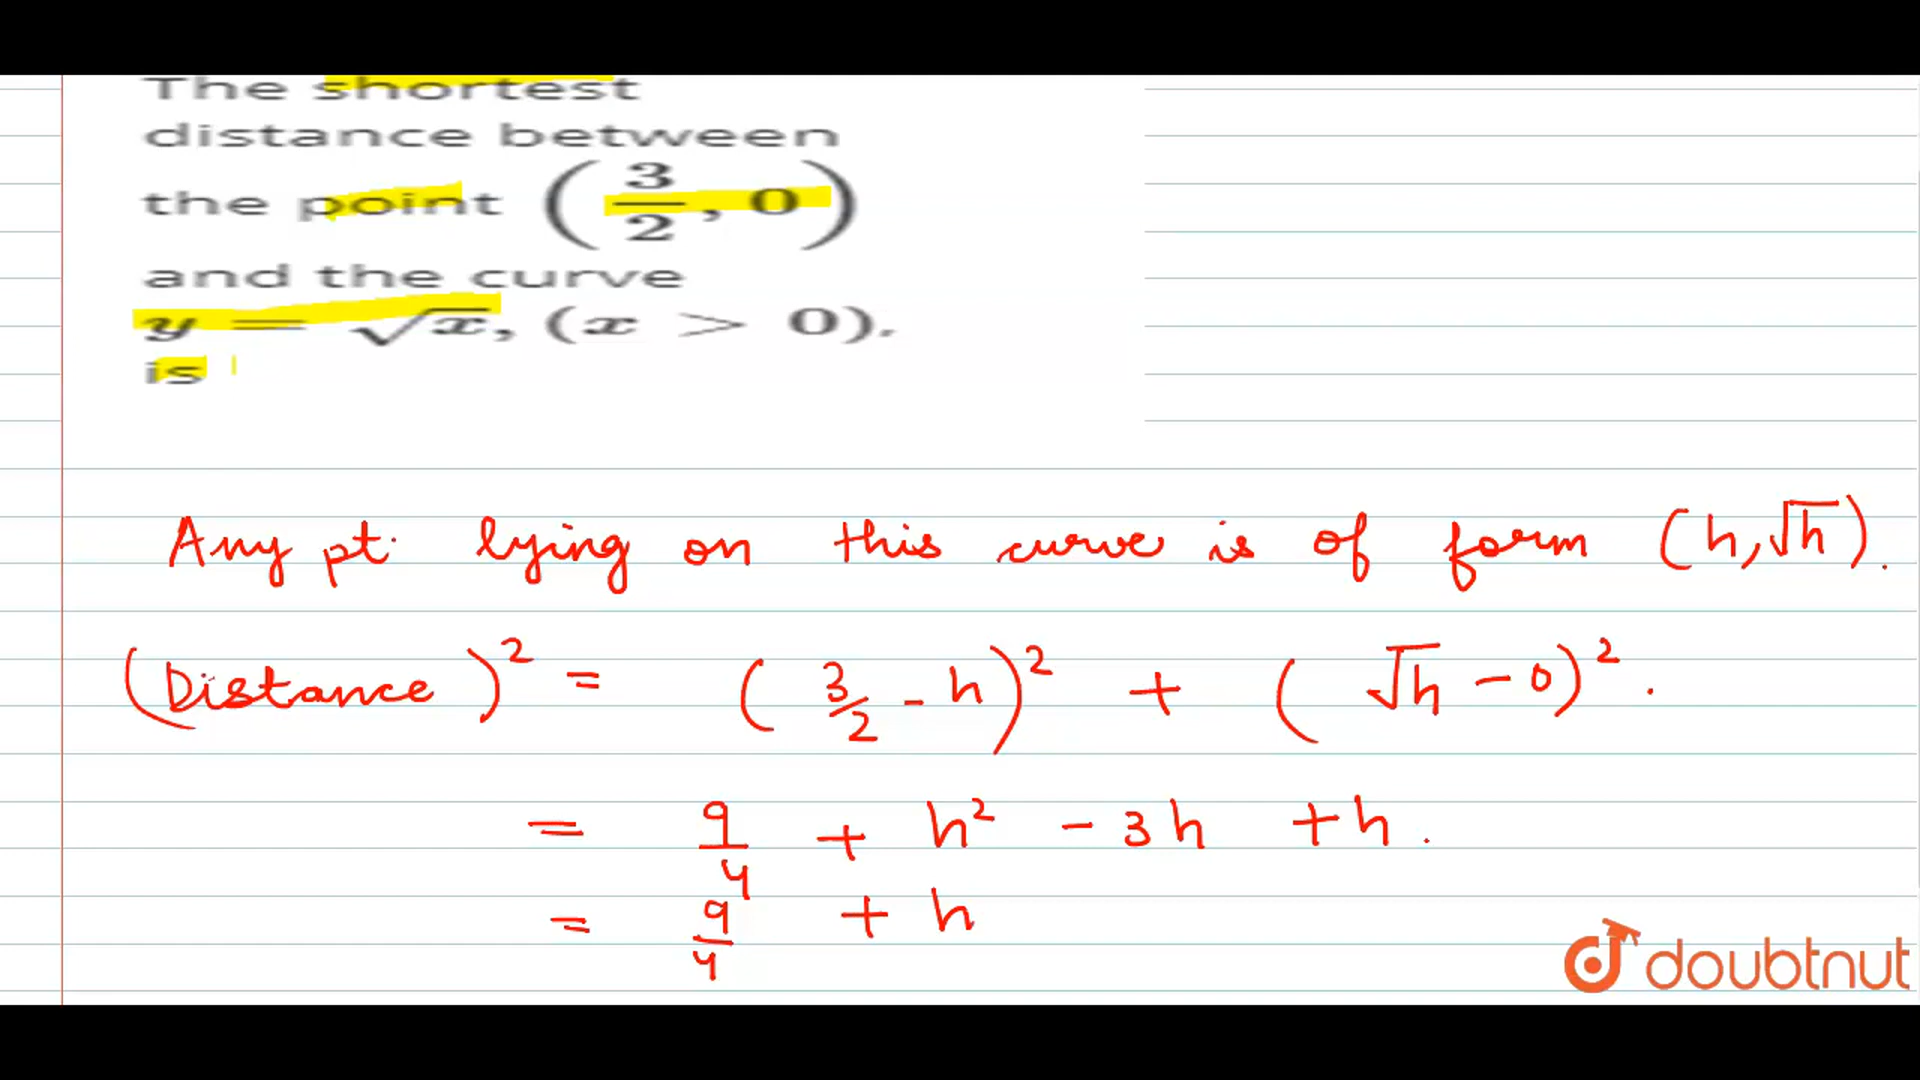 The shortest
distance between
the point (3/2, 0)
and the curve
y = √x, (x > 0),
is
Any pt. lying on this curve is of form (h, √h).
(Distance)² = (3/2 - h)² + (√h - 0)².
= 9/4 + h² - 3h + h.
= 9/4 + h
doubtnut